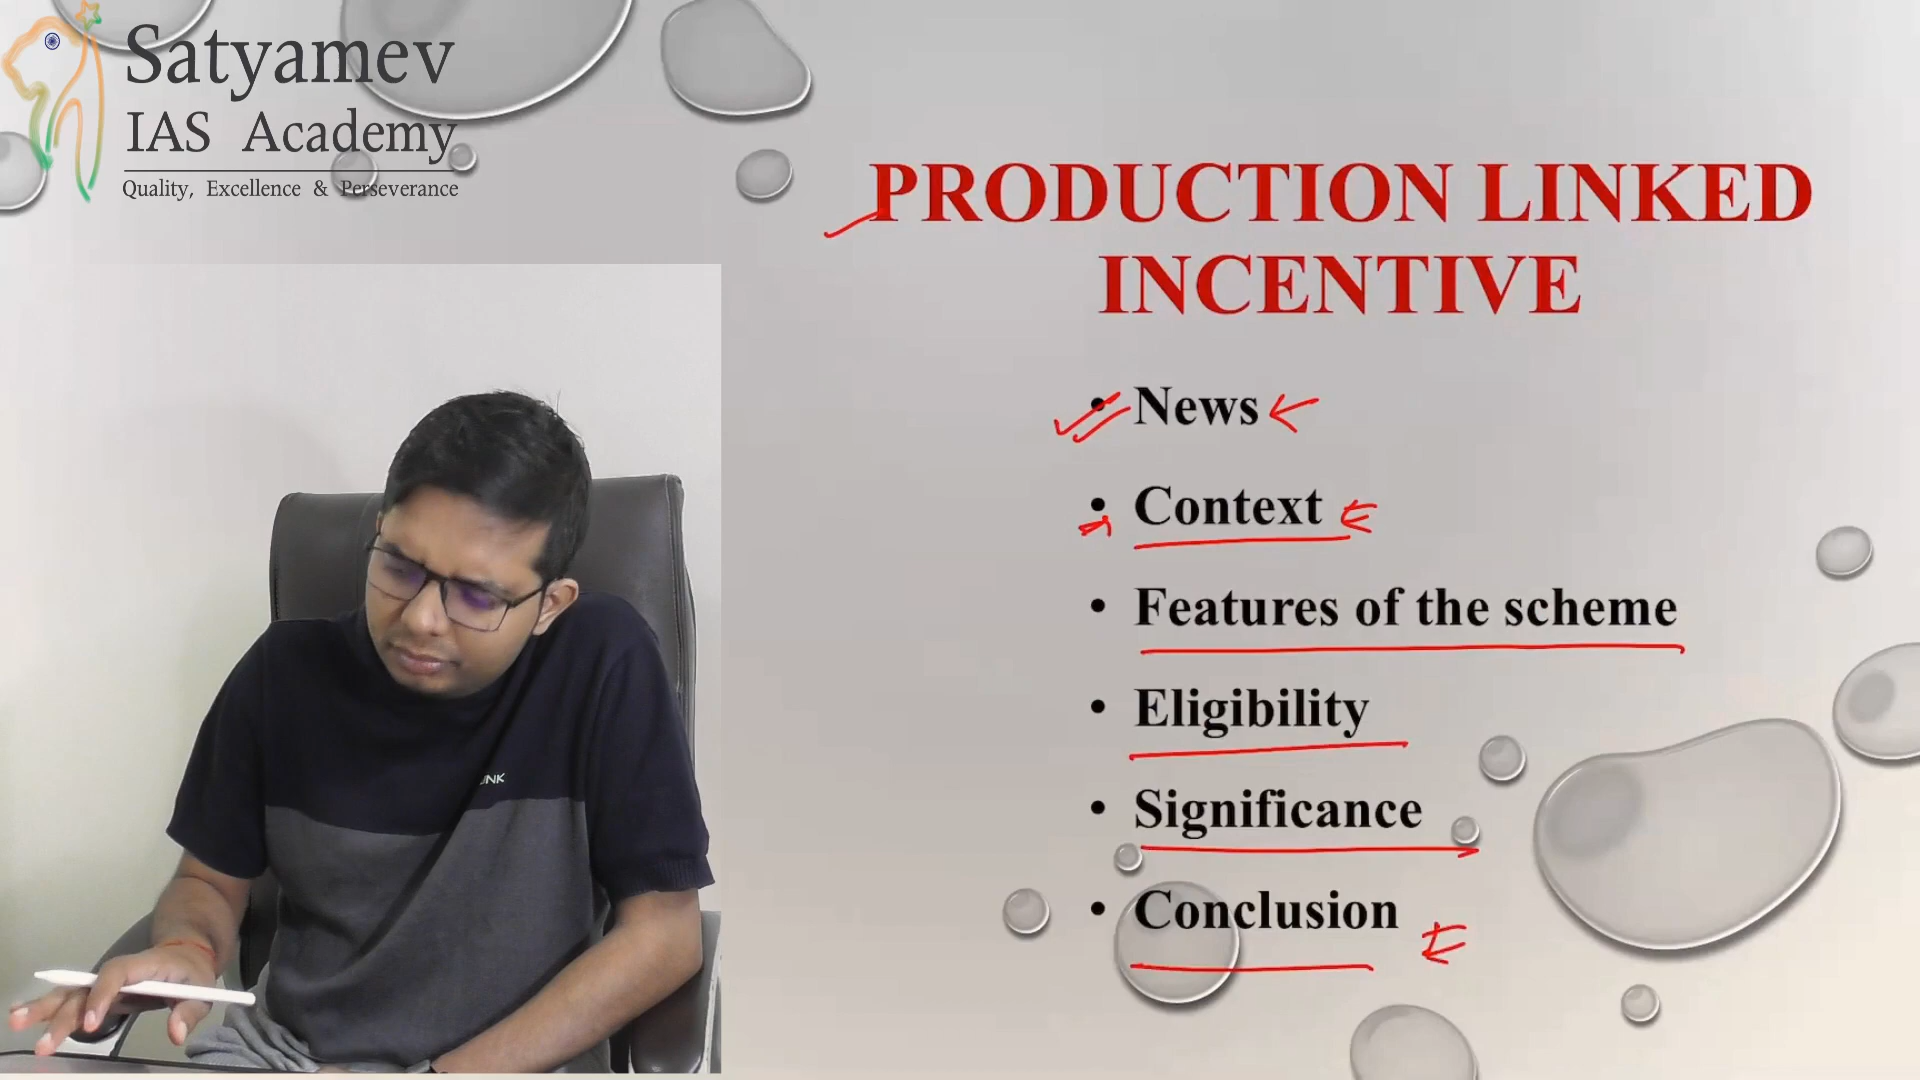 Satyamev
IAS Academy
Quality, Excellence & Perseverance
PRODUCTION LINKED
INCENTIVE
• News
• Context
• Features of the scheme
• Eligibility
• Significance
• Conclusion